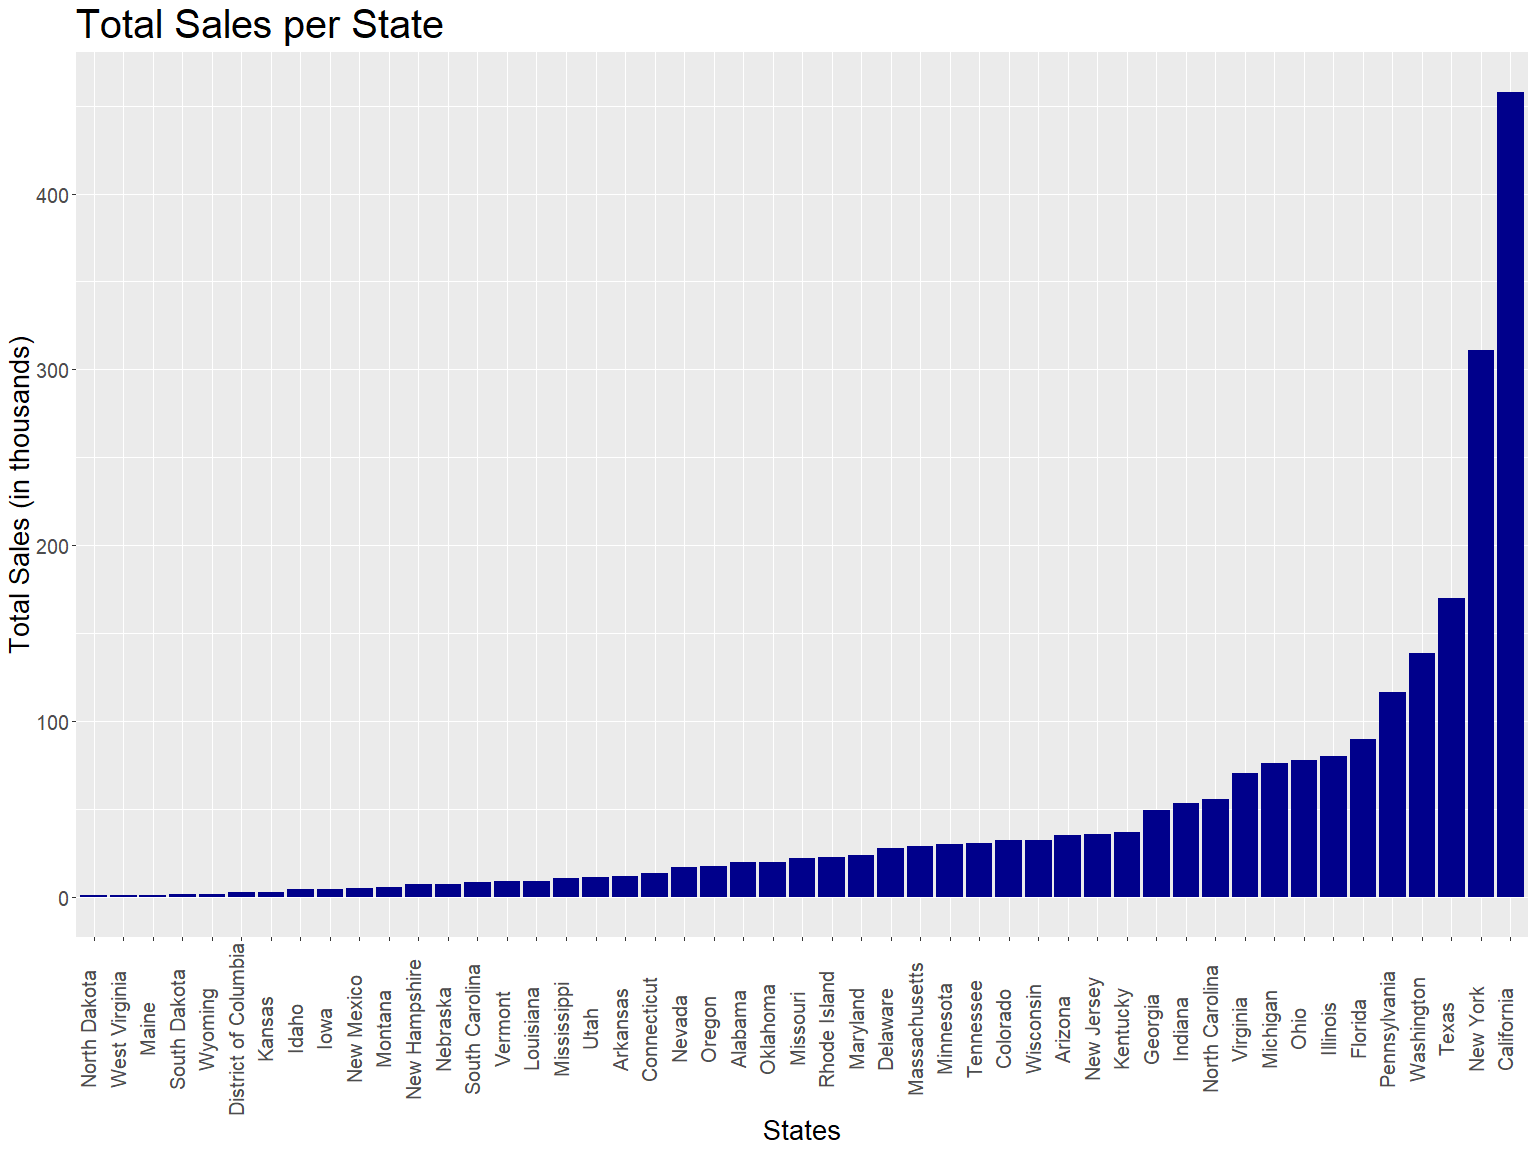 Total Sales per State
Total Sales (in thousands)
400
300
200
100
0
North Dakota
West Virginia
Maine
South Dakota
Wyoming
District of Columbia
Kansas
Idaho
Iowa
New Mexico
Montana
New Hampshire
Nebraska
South Carolina
Vermont
Louisiana
Mississippi
Utah
Arkansas
Connecticut
Nevada
Oregon
Alabama
Oklahoma
Missouri
Rhode Island
Maryland
Delaware
Massachusetts
Minnesota
Tennessee
Colorado
Wisconsin
Arizona
New Jersey
Kentucky
Georgia
Indiana
North Carolina
Virginia
Michigan
Ohio
Illinois
Florida
Pennsylvania
Washington
Texas
New York
California
States